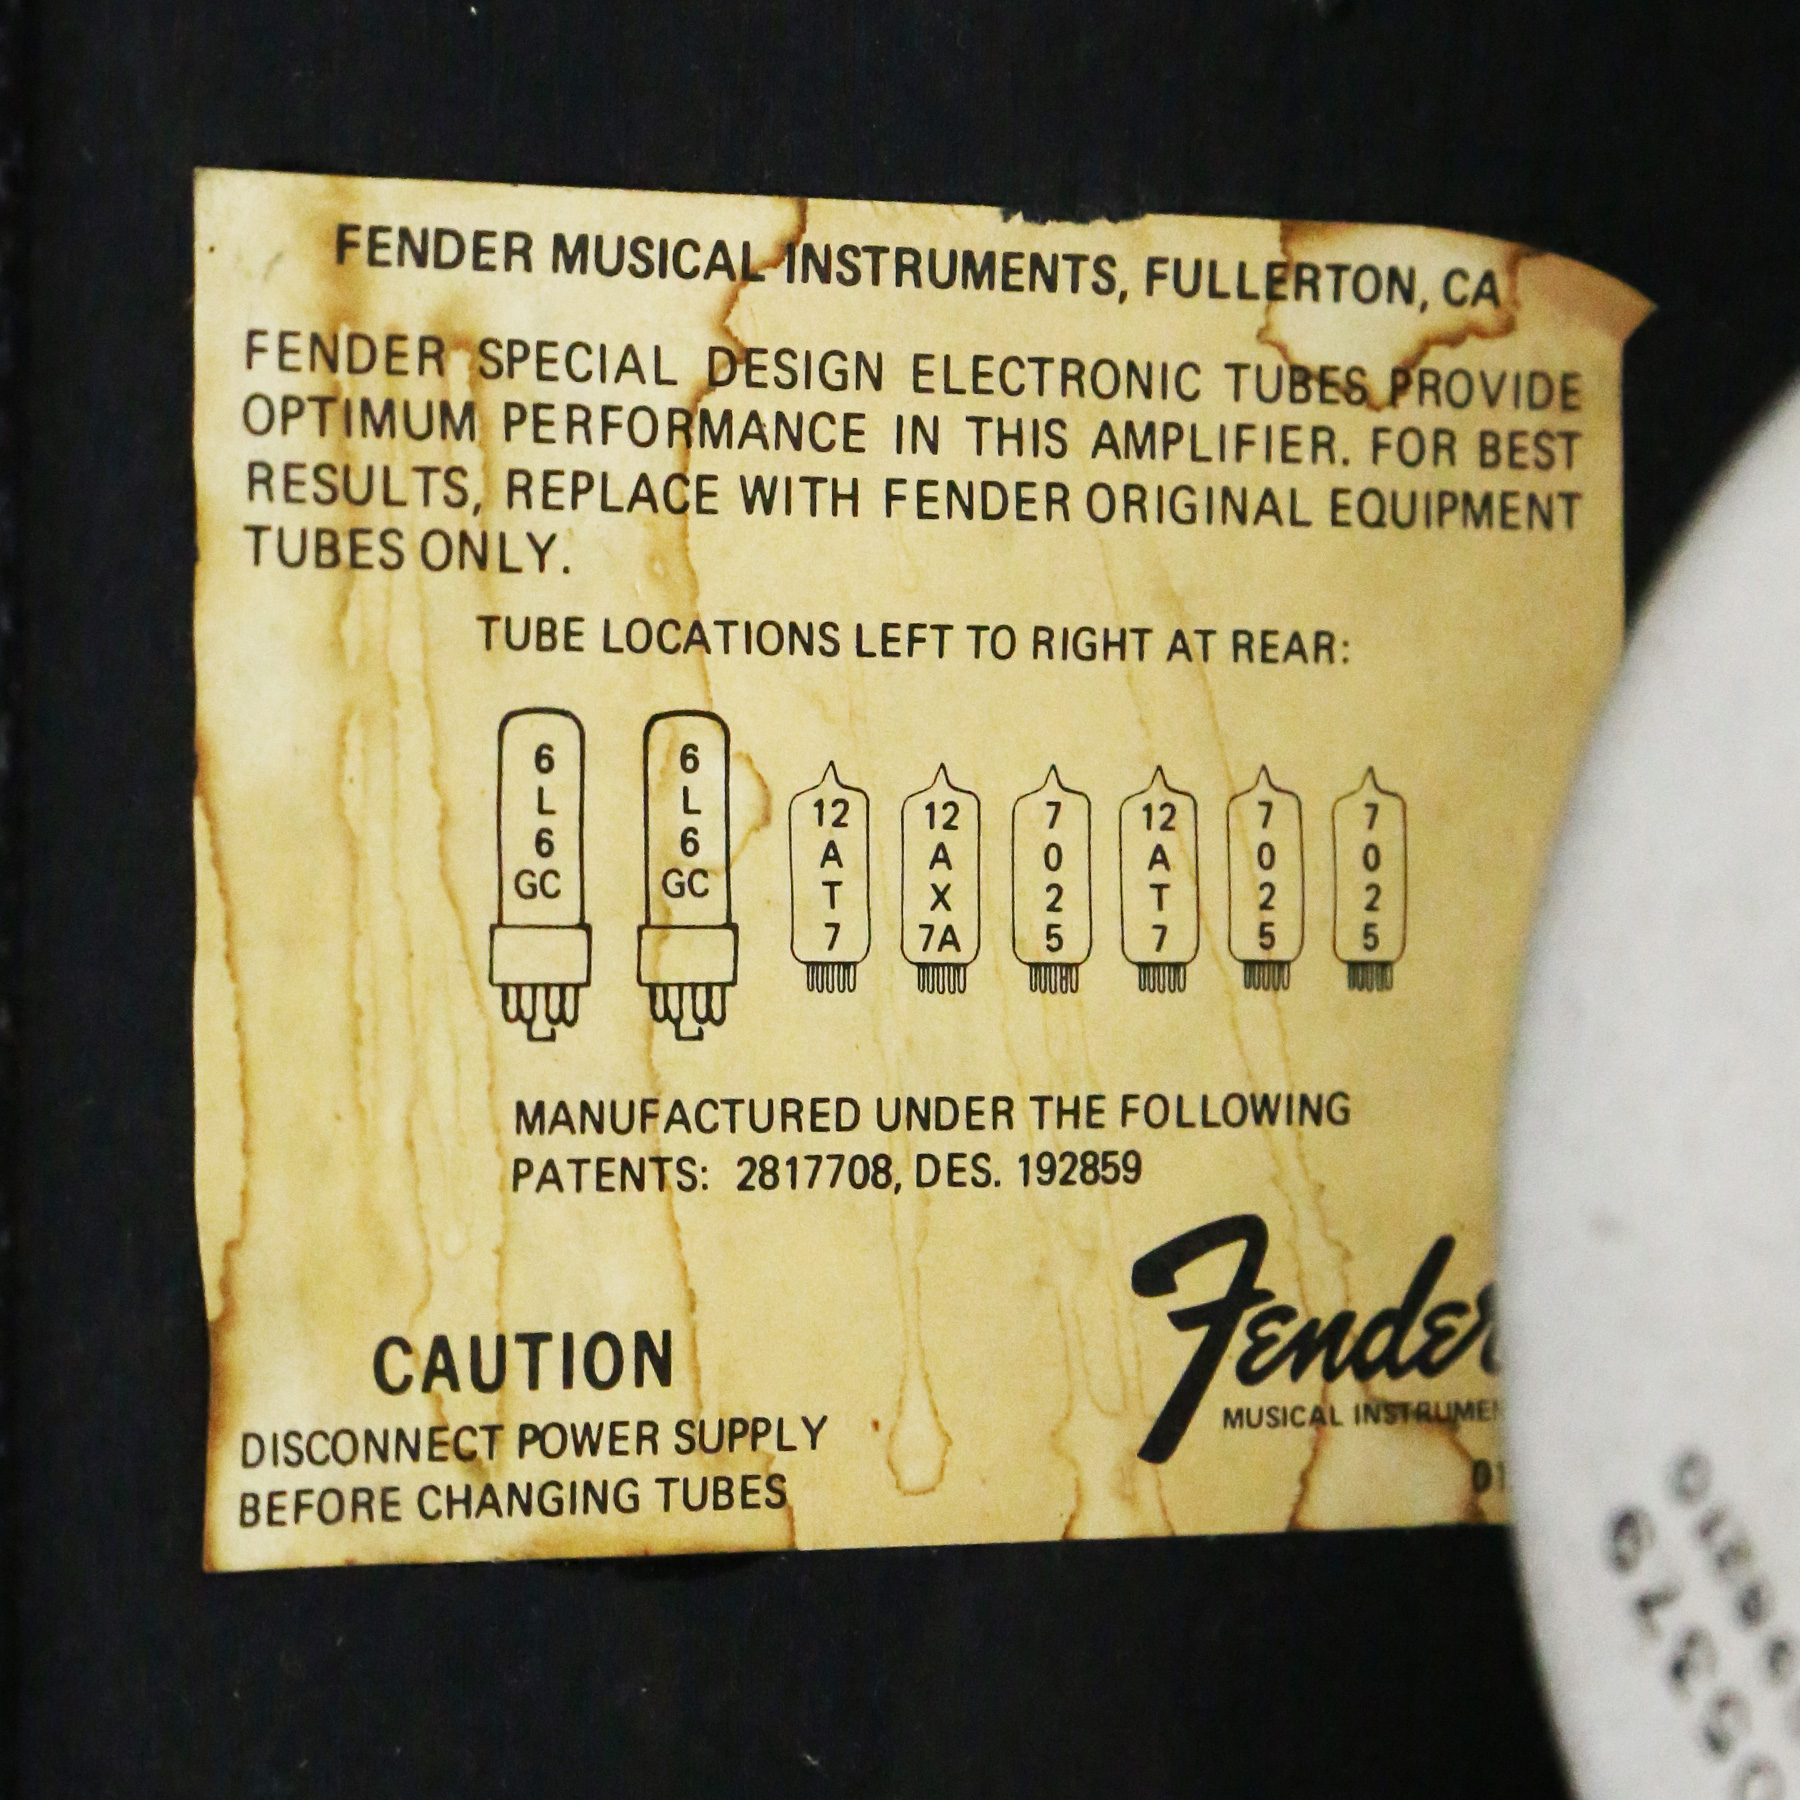 FENDER MUSICAL INSTRUMENTS, FULLERTON, CA
FENDER SPECIAL DESIGN ELECTRONIC TUBES PROVIDE
OPTIMUM PERFORMANCE IN THIS AMPLIFIER. FOR BEST
RESULTS, REPLACE WITH FENDER ORIGINAL EQUIPMENT
TUBES ONLY.
TUBE LOCATIONS LEFT TO RIGHT AT REAR:
6L6GC 6L6GC 12AT7 12AX7A 7025 12AT7 7025 7025
MANUFACTURED UNDER THE FOLLOWING
PATENTS: 2817708, DES. 192859
Fender
MUSICAL INSTRUMEN
CAUTION
DISCONNECT POWER SUPPLY
BEFORE CHANGING TUBES